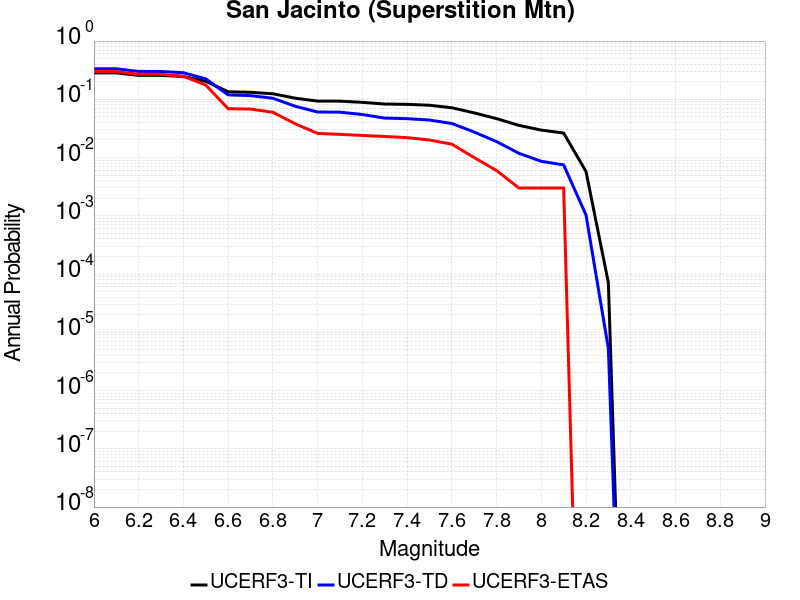 San Jacinto (Superstition Mtn)
10^0
10^-1
10^-2
10^-3
10^-4
10^-5
10^-6
10^-7
10^-8
Annual Probability
6 6.2 6.4 6.6 6.8 7 7.2 7.4 7.6 7.8 8 8.2 8.4 8.6 8.8 9
Magnitude
UCERF3-TI UCERF3-TD UCERF3-ETAS